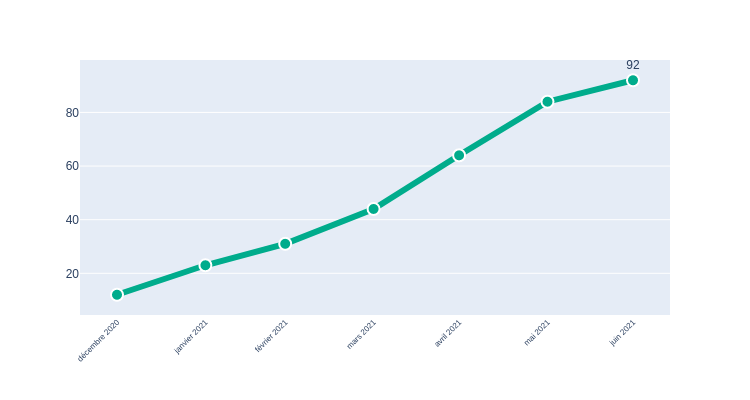 92
80
60
40
20
décembre 2020
janvier 2021
février 2021
mars 2021
avril 2021
mai 2021
juin 2021